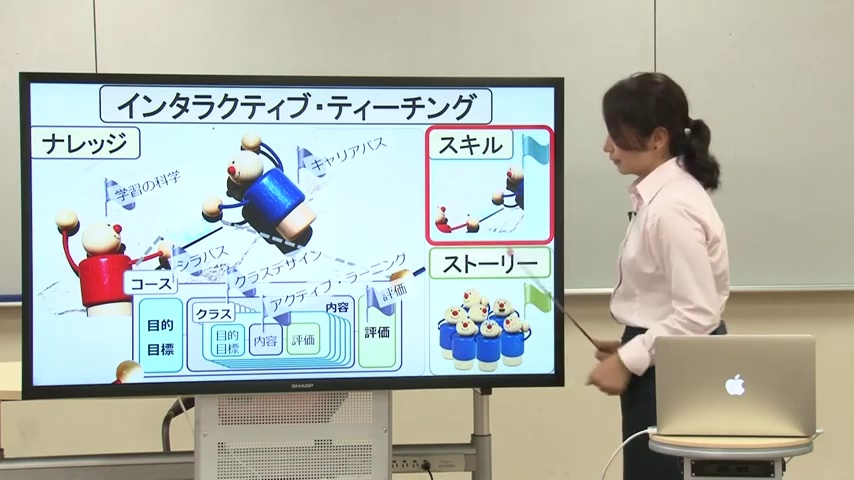 インタラクティブ・ティーチング
ナレッジ
スキル
キャリアパス
学習の科学
シラバス
クラスデザイン
アクティブ・ラーニング
評価
ストーリー
コース
目的
目標
クラス
内容
目的
目標
内容
評価
評価
SHARP